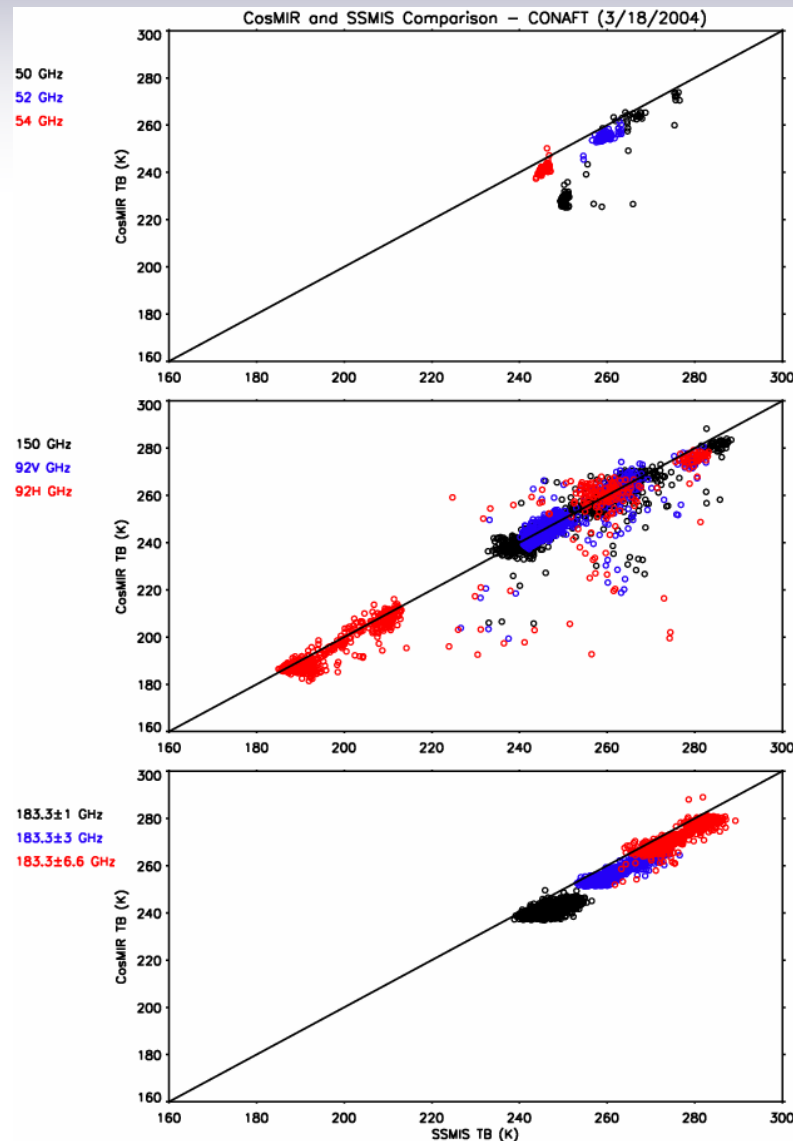 CosMIR and SSMIS Comparison – CONAFT (3/18/2004)
50 GHz
52 GHz
54 GHz
300
280
260
240
220
200
180
160
CosMIR TB (K)
160 180 200 220 240 260 280 300
150 GHz
92V GHz
92H GHz
300
280
260
240
220
200
180
160
CosMIR TB (K)
160 180 200 220 240 260 280 300
183.3±1 GHz
183.3±3 GHz
183.3±6.6 GHz
300
280
260
240
220
200
180
160
CosMIR TB (K)
160 180 200 220 240 260 280 300
SSMIS TB (K)